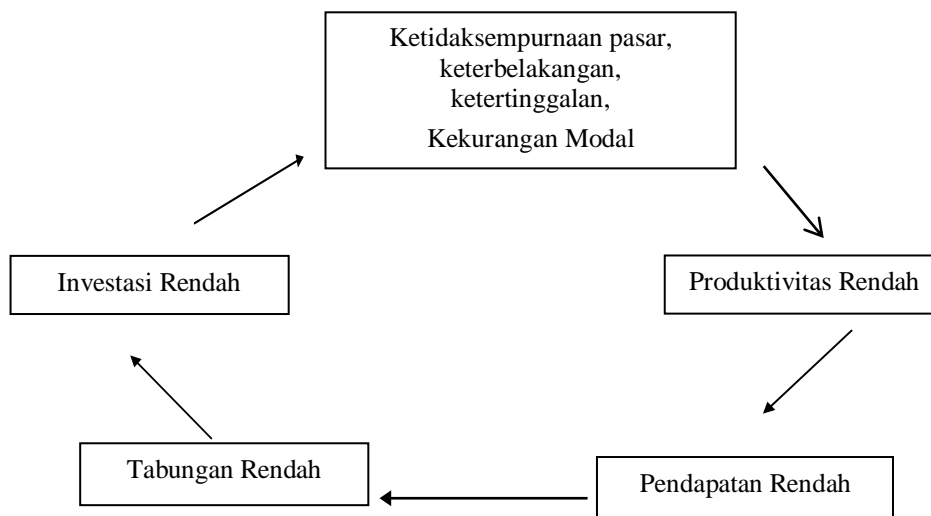 Ketidaksempurnaan pasar,
keterbelakangan,
ketertinggalan,
Kekurangan Modal
Investasi Rendah
Produktivitas Rendah
Tabungan Rendah
Pendapatan Rendah